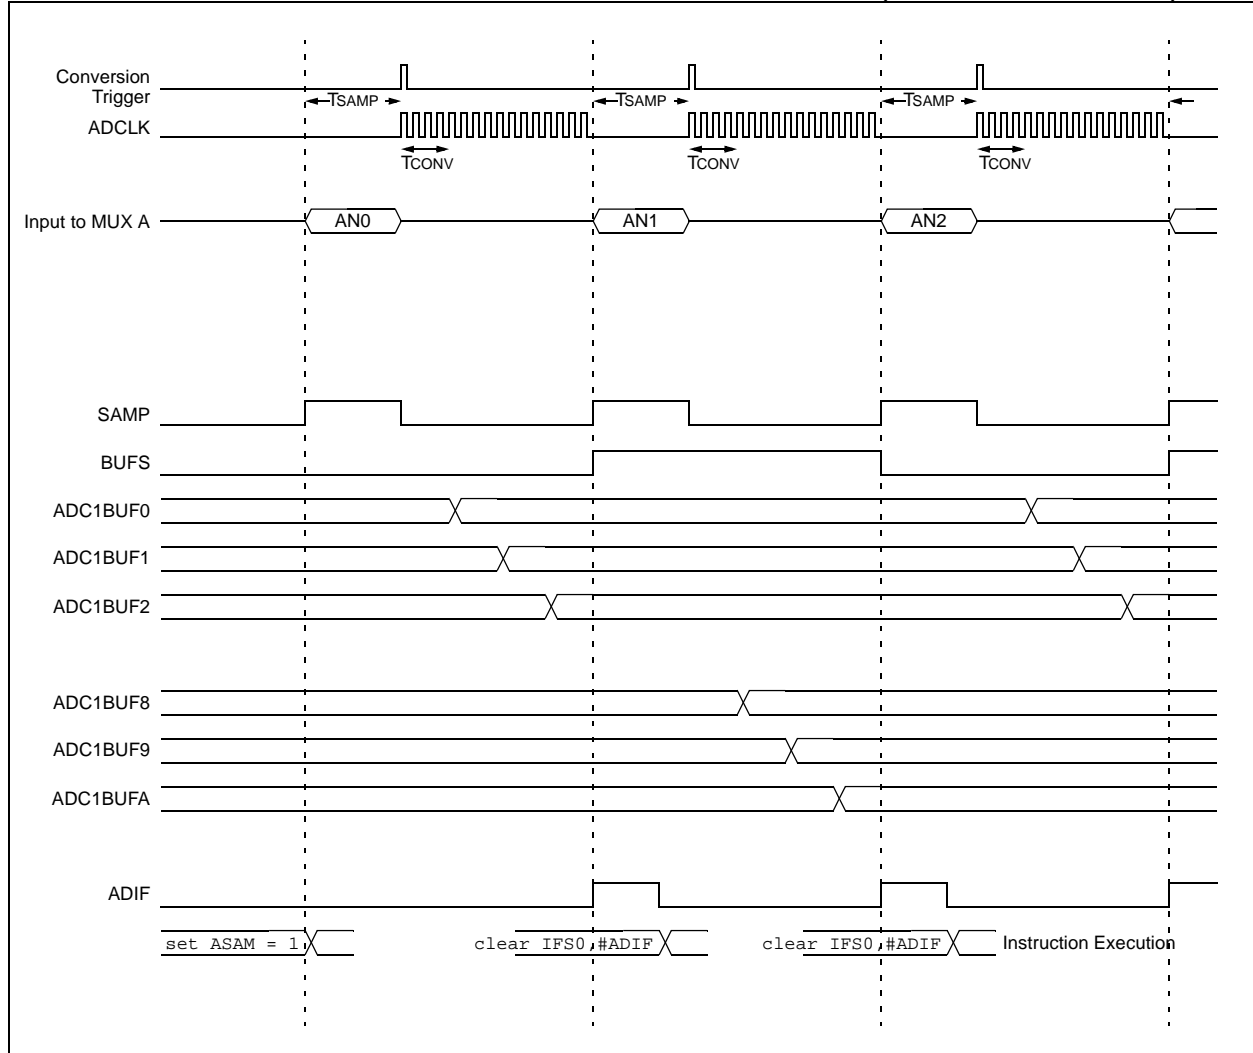 Conversion
Trigger
TSAMP TSAMP TSAMP
ADCLK
TCONV TCONV TCONV
Input to MUX A AN0 AN1 AN2
SAMP
BUFS
ADC1BUF0
ADC1BUF1
ADC1BUF2
ADC1BUF8
ADC1BUF9
ADC1BUFA
ADIF
set ASAM = 1 clear IFS0,#ADIF clear IFS0,#ADIF Instruction Execution